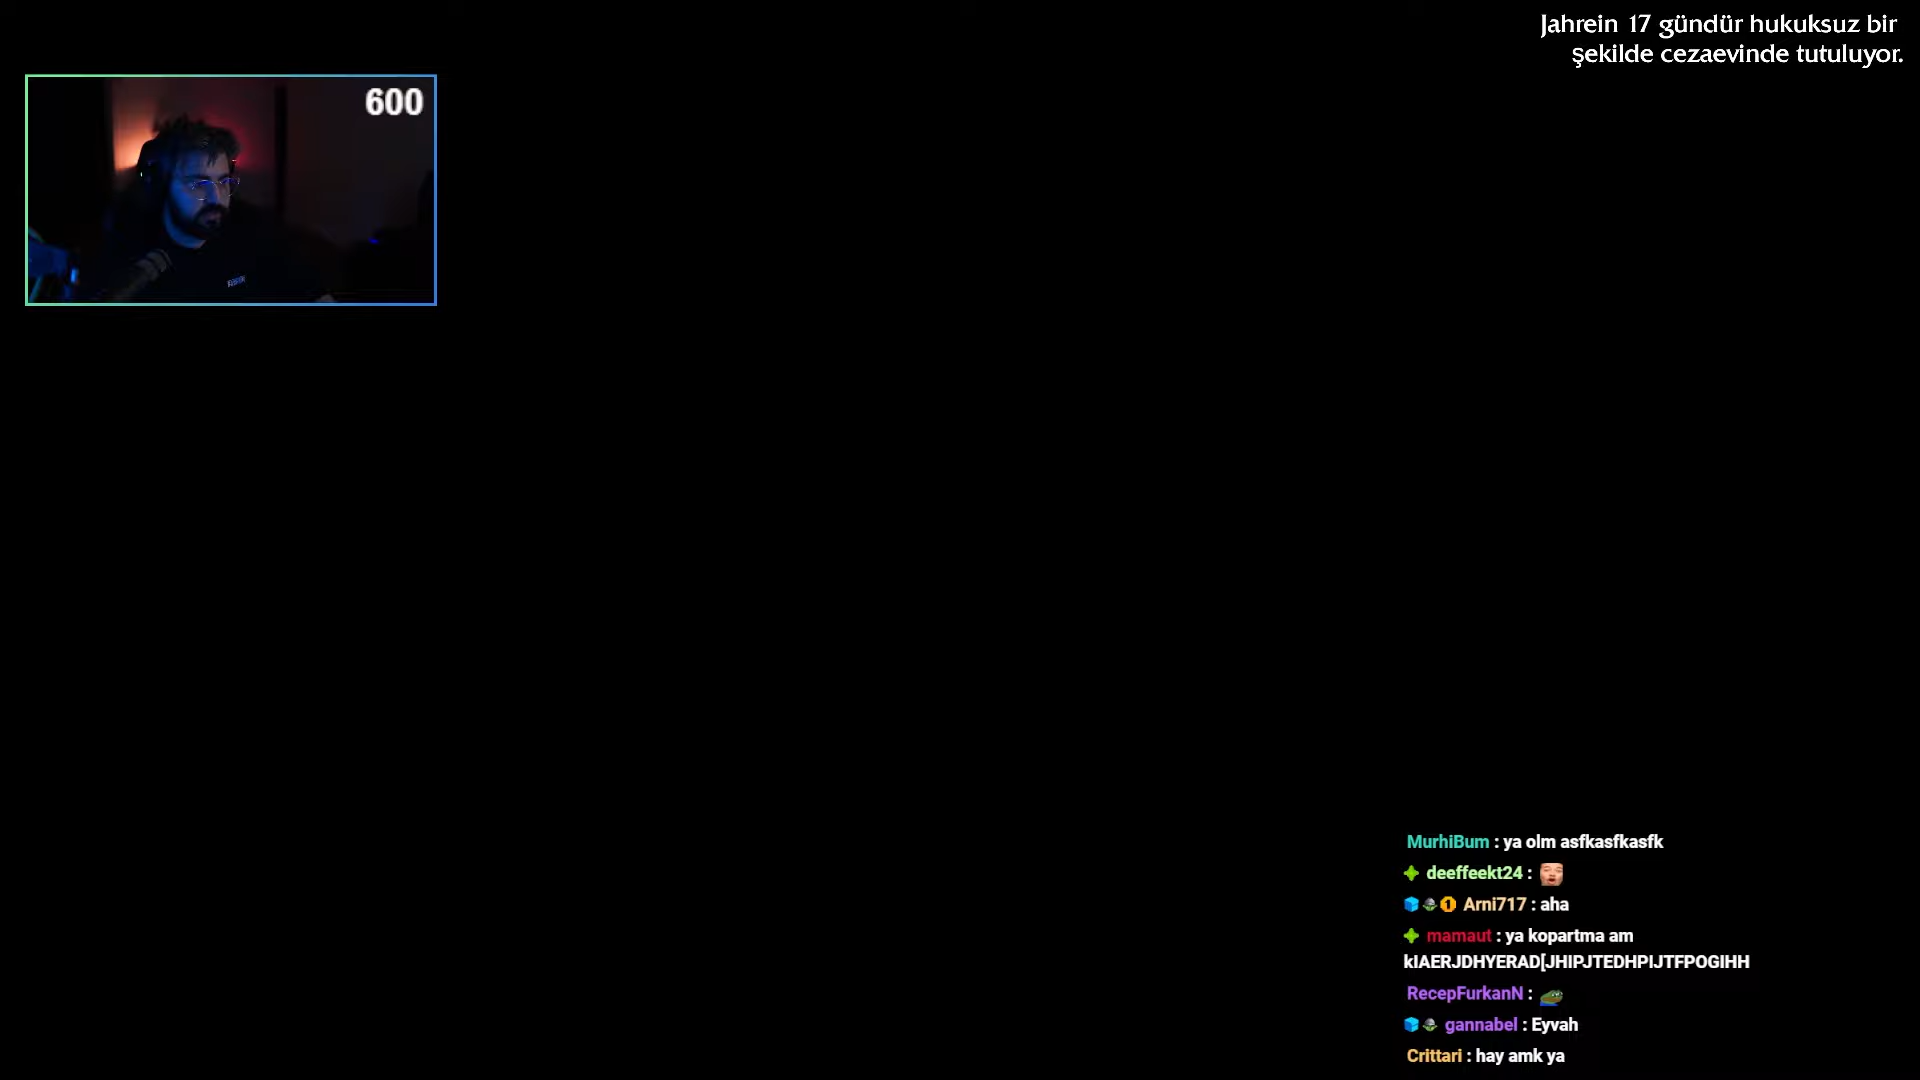 Jahrein 17 gündür hukuksuz bir
şekilde cezaevinde tutuluyor.
600
MurhiBum : ya olm asfkasfkasfk
deeffeekt24 :
1 Arni717 : aha
mamaut : ya kopartma am
kIAERJDHYERAD[JHIPJTEDHPIJTFPOGIHH
RecepFurkanN :
gannabel : Eyvah
Crittari : hay amk ya